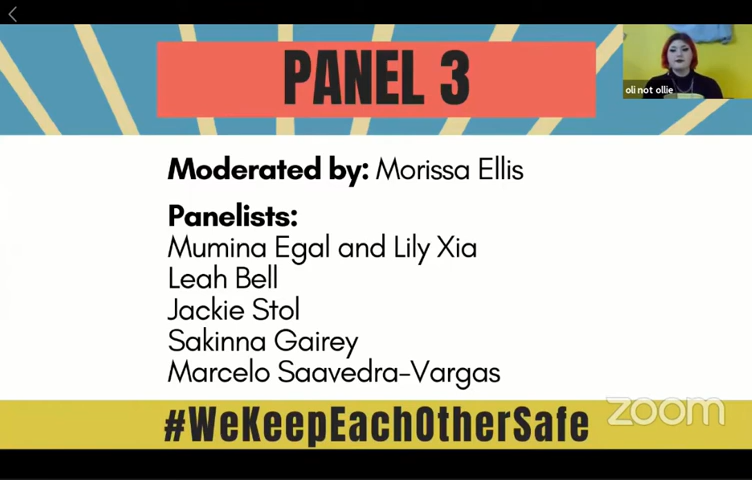 PANEL 3
oli not ollie
Moderated by: Morissa Ellis
Panelists:
Mumina Egal and Lily Xia
Leah Bell
Jackie Stol
Sakinna Gairey
Marcelo Saavedra-Vargas
zoom
#WeKeepEachOtherSafe